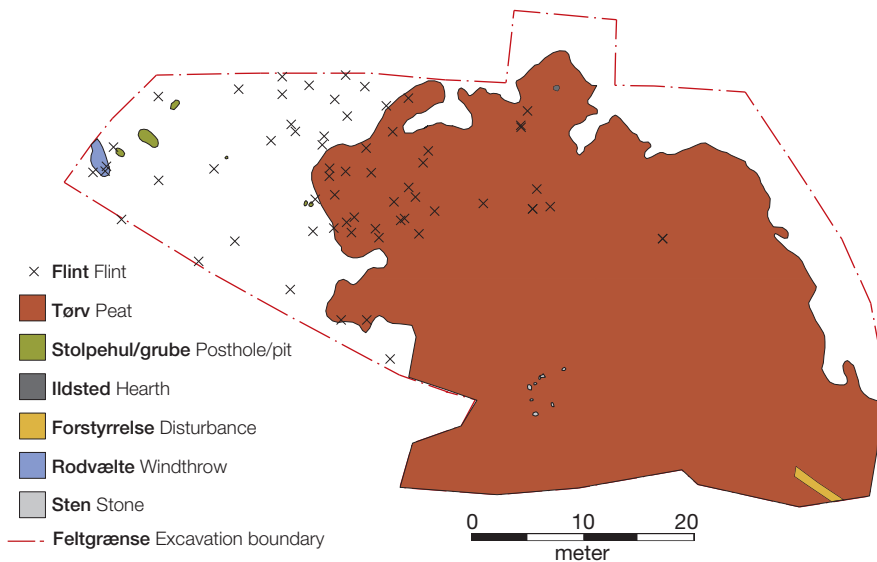 Flint Flint
Tørv Peat
Stolpehul/grube Posthole/pit
Ildsted Hearth
Forstyrrelse Disturbance
Rodvælte Windthrow
Sten Stone
Feltgrænse Excavation boundary
0 10 20
meter